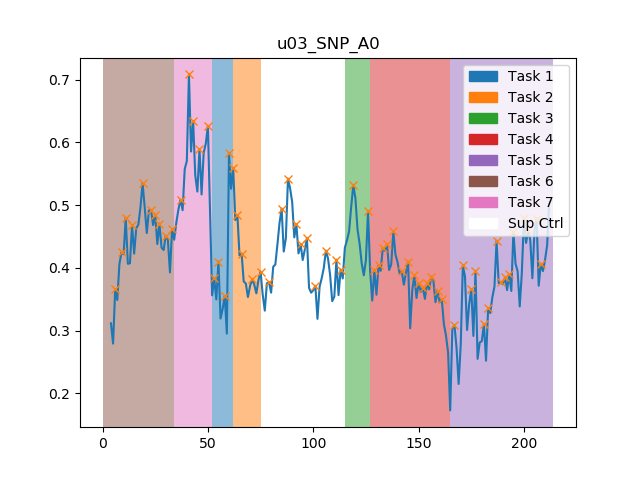 u03_SNP_A0
0.7
0.6
0.5
0.4
0.3
0.2
0 50 100 150 200
Task 1
Task 2
Task 3
Task 4
Task 5
Task 6
Task 7
Sup Ctrl